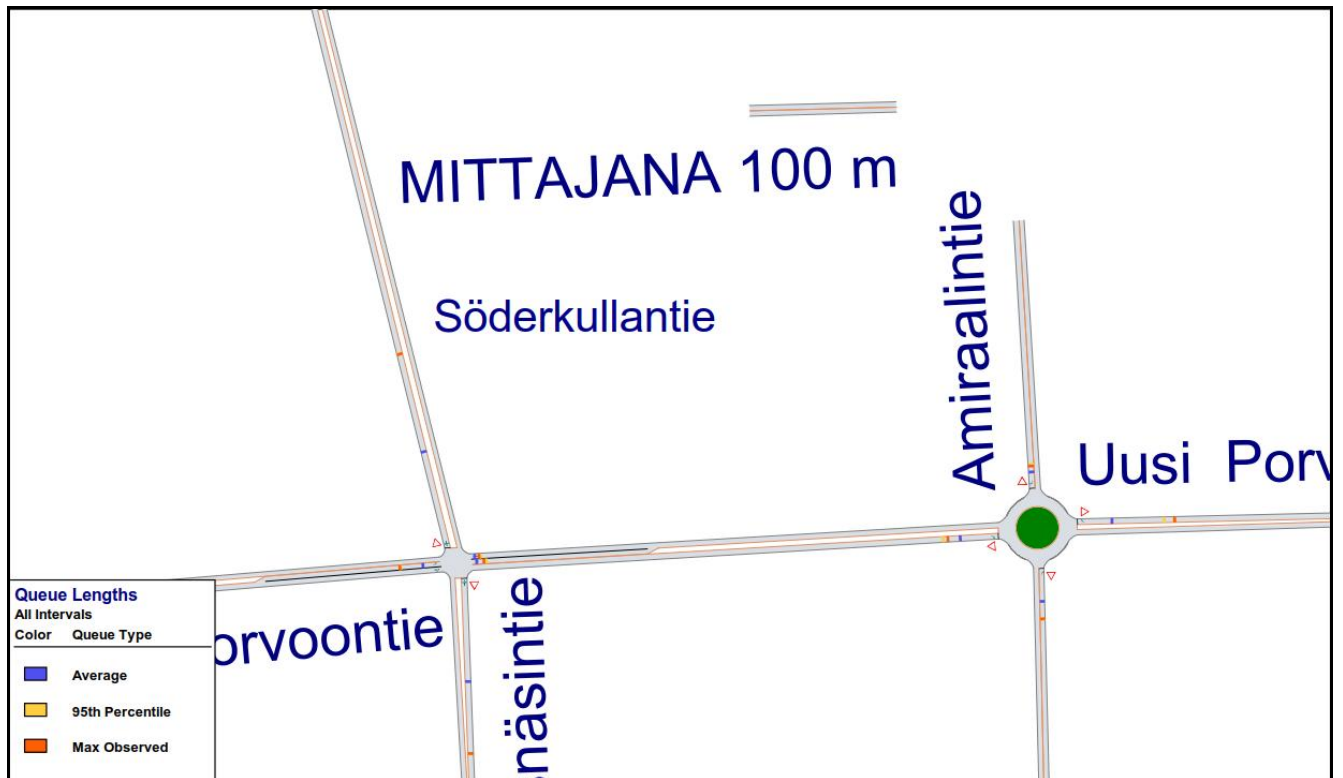 MITTAJANA 100 m
Söderkullantie
Amiraalintie
Uusi Porv
orvoontie
näsintie
Queue Lengths
All Intervals
Color Queue Type
Average
95th Percentile
Max Observed